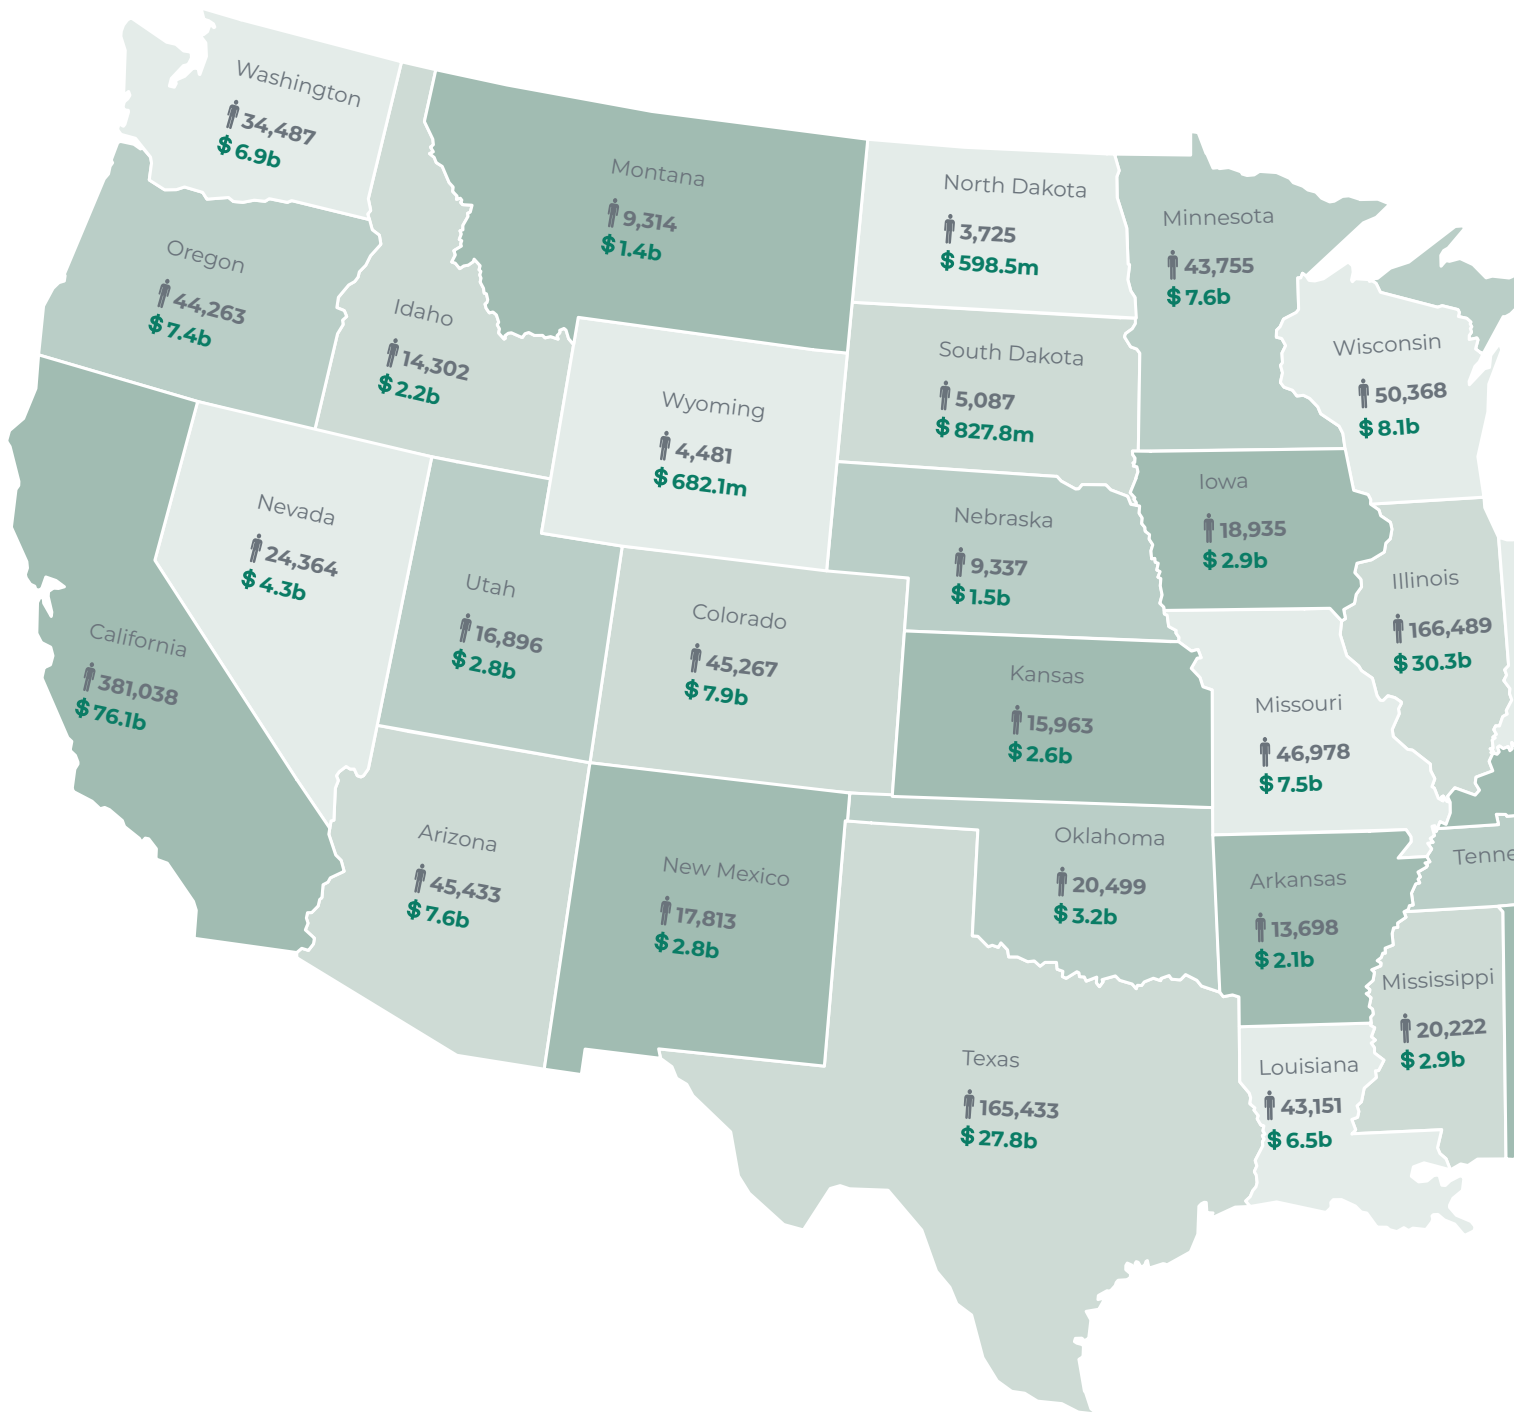 Washington
34,487
$ 6.9b
Oregon
44,263
$ 7.4b
Idaho
14,302
$ 2.2b
Montana
9,314
$ 1.4b
North Dakota
3,725
$ 598.5m
Minnesota
43,755
$ 7.6b
Wisconsin
50,368
$ 8.1b
South Dakota
5,087
$ 827.8m
Wyoming
4,481
$ 682.1m
Nevada
24,364
$ 4.3b
Utah
16,896
$ 2.8b
Colorado
45,267
$ 7.9b
Nebraska
9,337
$ 1.5b
Iowa
18,935
$ 2.9b
Illinois
166,489
$ 30.3b
California
381,038
$ 76.1b
Kansas
15,963
$ 2.6b
Missouri
46,978
$ 7.5b
Arizona
45,433
$ 7.6b
New Mexico
17,813
$ 2.8b
Oklahoma
20,499
$ 3.2b
Arkansas
13,698
$ 2.1b
Tenne
Mississippi
20,222
$ 2.9b
Texas
165,433
$ 27.8b
Louisiana
43,151
$ 6.5b